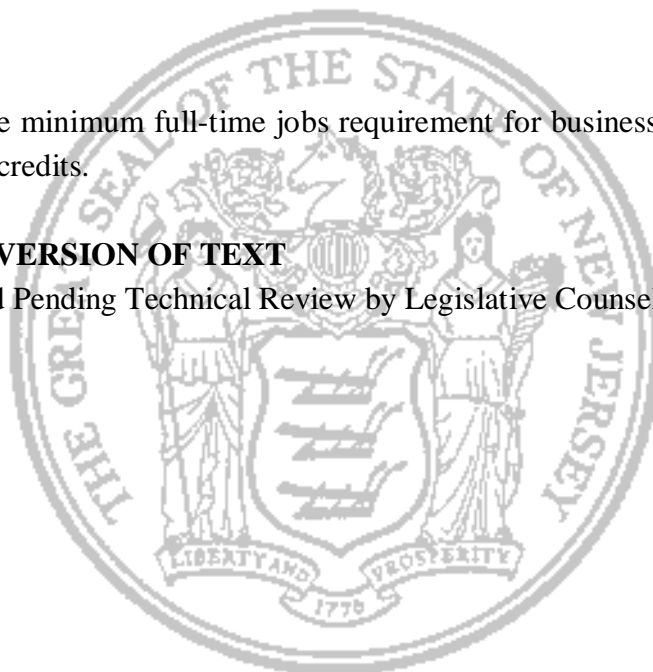 THE GREAT SEAL OF THE STATE OF NEW JERSEY
e minimum full-time jobs requirement for business
credits.
VERSION OF TEXT
d Pending Technical Review by Legislative Counsel
LIBERTY AND PROSPERITY
1776